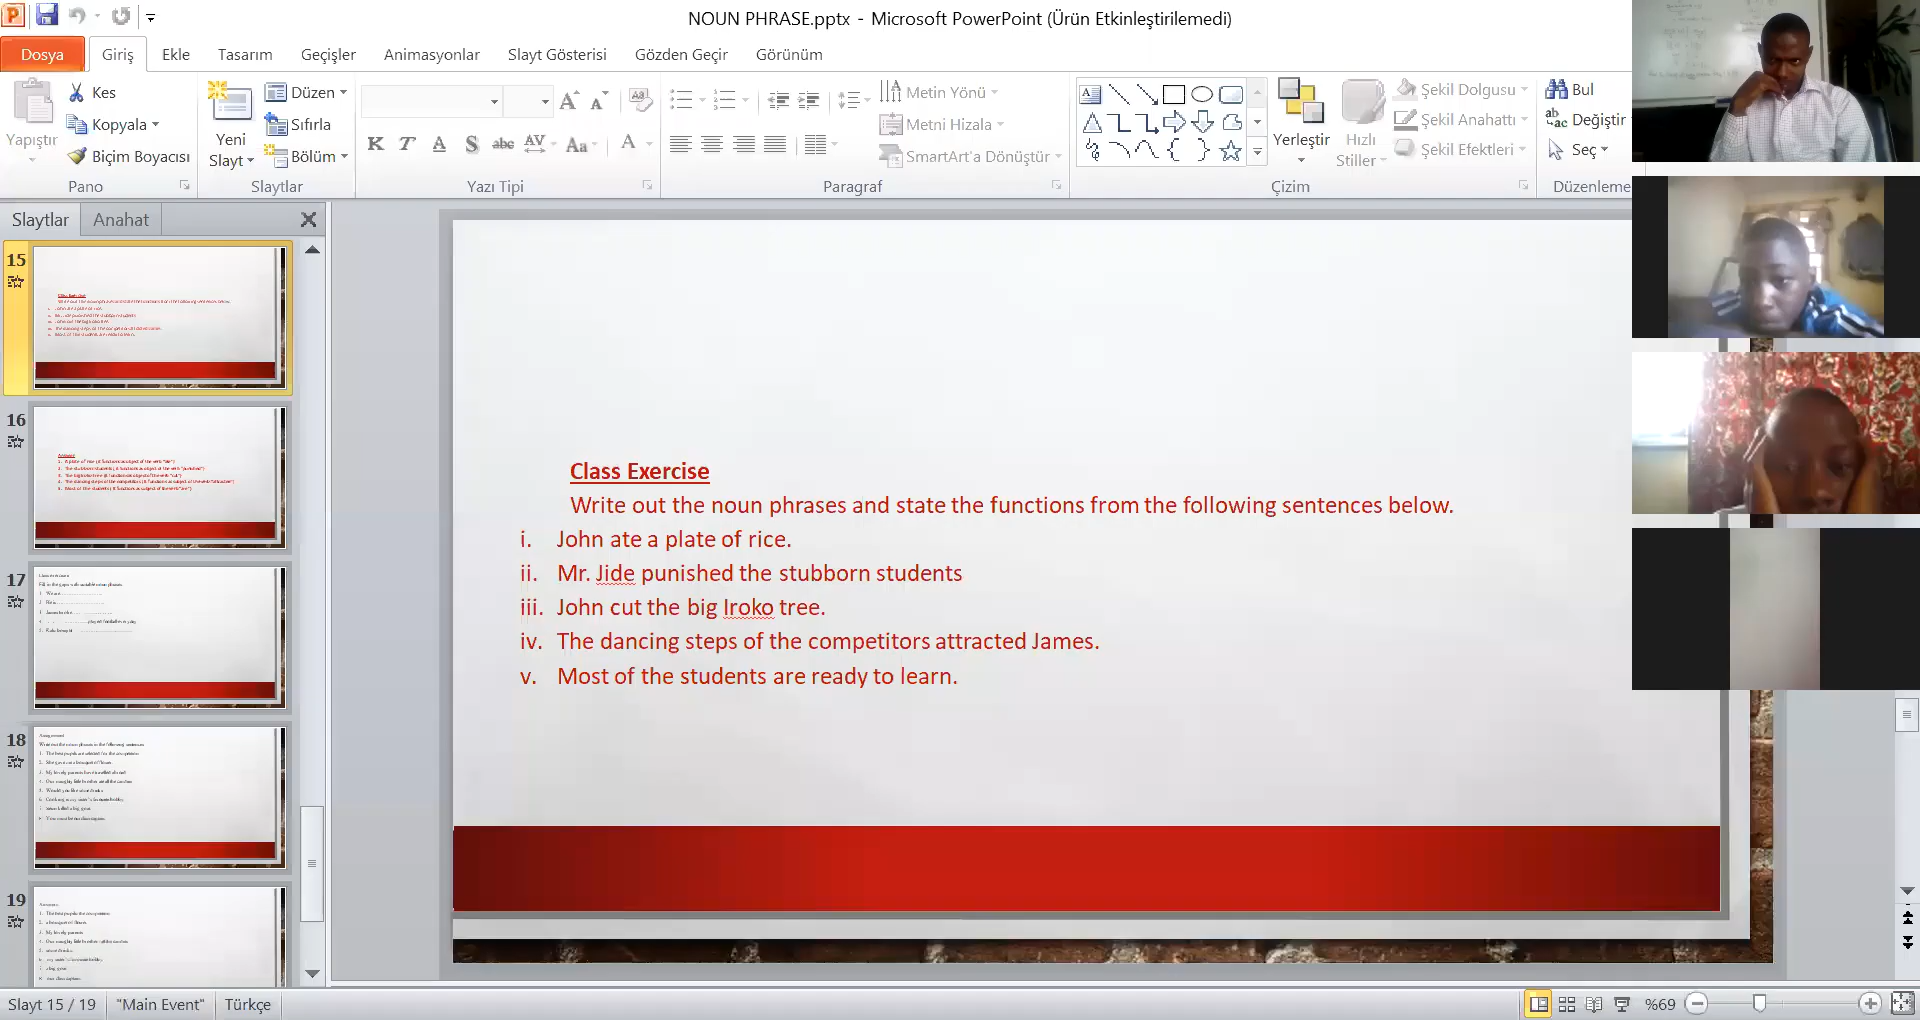 NOUN PHRASE.pptx - Microsoft PowerPoint (Ürün Etkinleştirilemedi)
Dosya Giriş Ekle Tasarım Geçişler Animasyonlar Slayt Gösterisi Gözden Geçir Görünüm
Yapıştır
Kes
Kopyala
Biçim Boyacısı
Pano
Yeni Slayt
Düzen
Sıfırla
Bölüm
Slaytlar
Yazı Tipi
Metin Yönü
Metni Hizala
SmartArt'a Dönüştür
Paragraf
Yerleştir
Hızlı Stiller
Şekil Dolgusu
Şekil Anahattı
Şekil Efektleri
Çizim
Bul
Değiştir
Seç
Düzenleme
Slaytlar Anahat
15
16
17
18
19
Class Exercise
Write out the noun phrases and state the functions from the following sentences below.
i. John ate a plate of rice.
ii. Mr. Jide punished the stubborn students
iii. John cut the big Iroko tree.
iv. The dancing steps of the competitors attracted James.
v. Most of the students are ready to learn.
Slayt 15 / 19 "Main Event" Türkçe %69